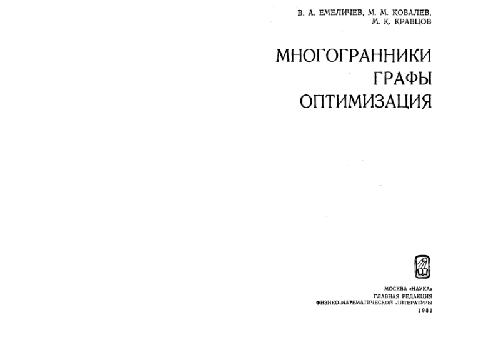 В. А. ЕМЕЛИЧЕВ, М. М. КОВАЛЕВ,
М. К. КРАВЦОВ
МНОГОГРАННИКИ
ГРАФЫ
ОПТИМИЗАЦИЯ
МОСКВА «НАУКА»
ГЛАВНАЯ РЕДАКЦИЯ
ФИЗИКО-МАТЕМАТИЧЕСКОЙ ЛИТЕРАТУРЫ
1981